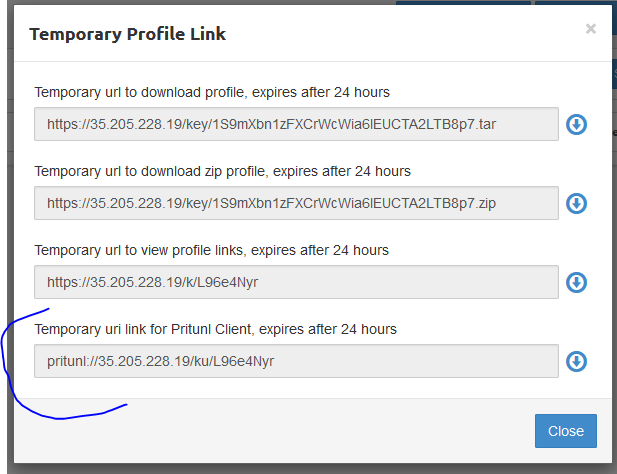 Temporary Profile Link
×
Temporary url to download profile, expires after 24 hours
https://35.205.228.19/key/1S9mXbn1zFXCrWcWia6lEUCTA2LTB8p7.tar
Temporary url to download zip profile, expires after 24 hours
https://35.205.228.19/key/1S9mXbn1zFXCrWcWia6lEUCTA2LTB8p7.zip
Temporary url to view profile links, expires after 24 hours
https://35.205.228.19/k/L96e4Nyr
Temporary uri link for Pritunl Client, expires after 24 hours
pritunl://35.205.228.19/ku/L96e4Nyr
Close